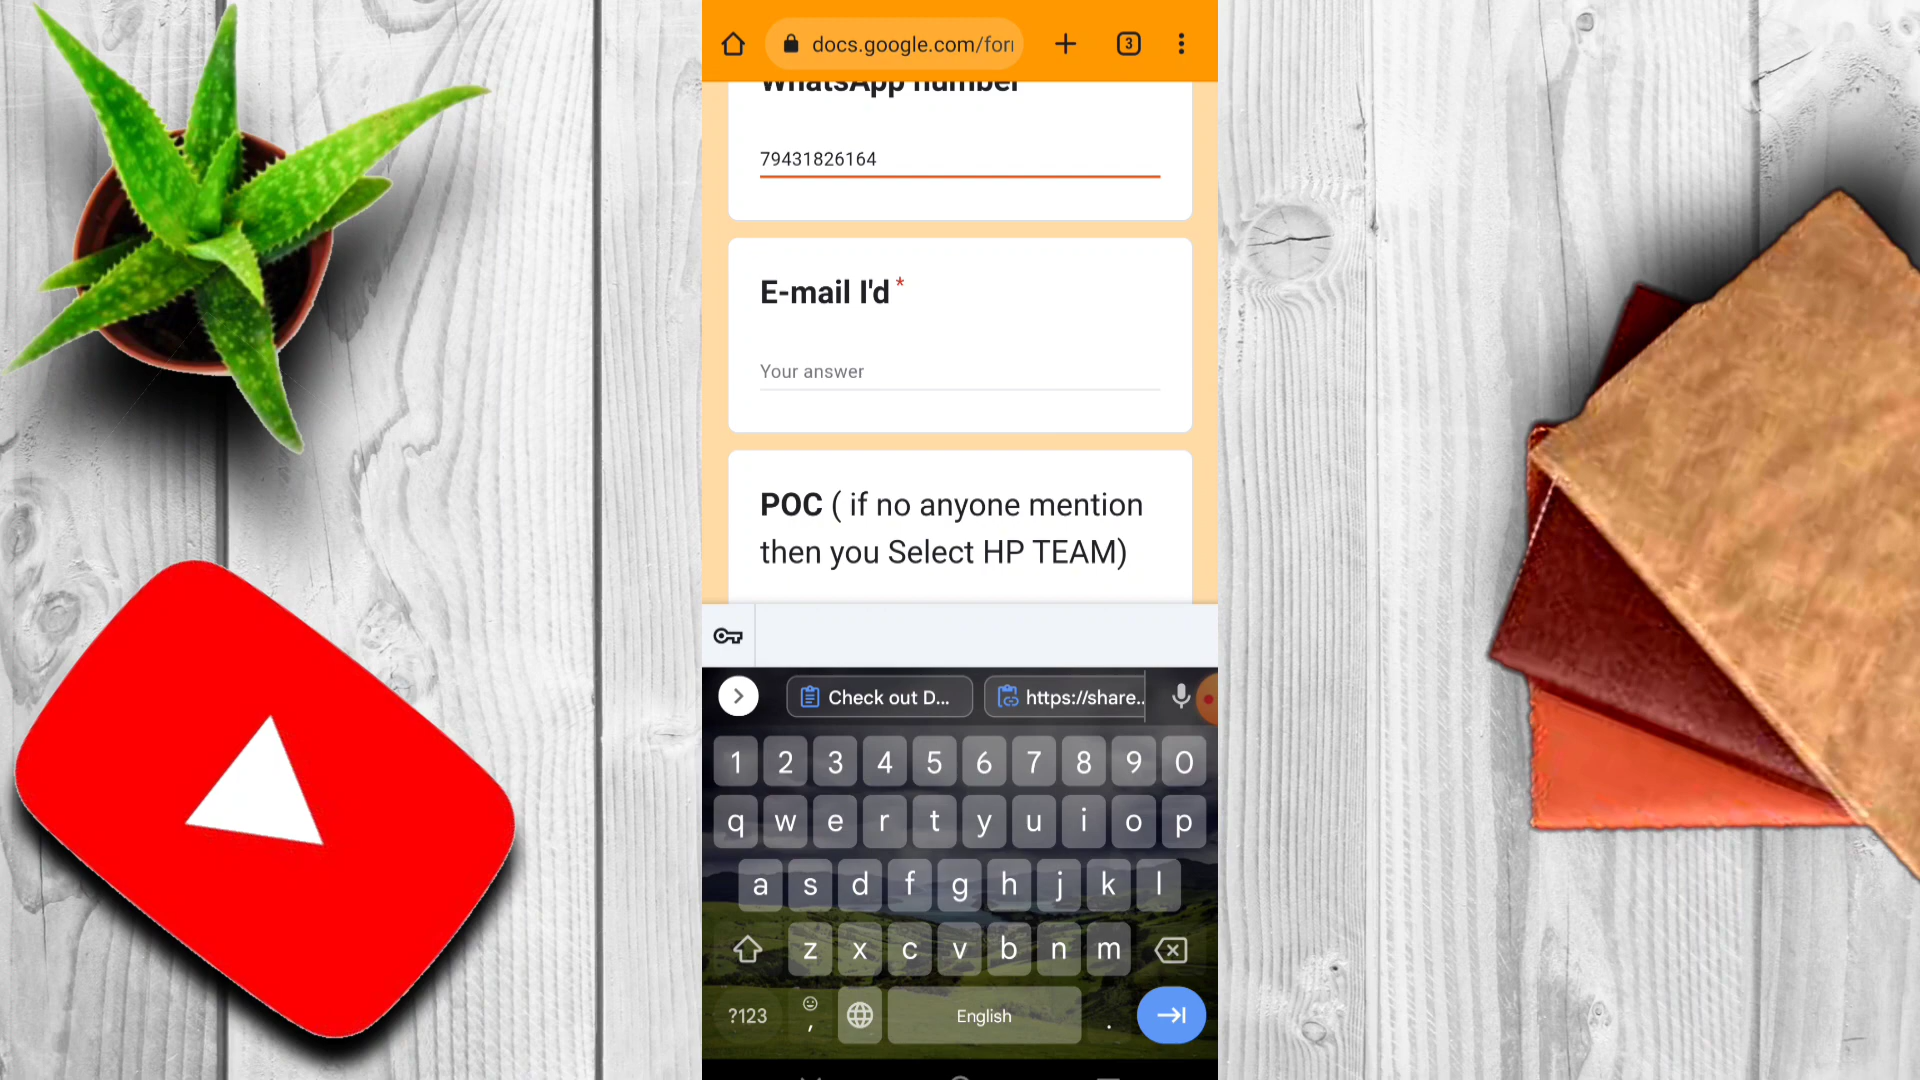 docs.google.com/for
3
WhatsApp number
79431826164
E-mail I'd *
Your answer
POC ( if no anyone mention
then you Select HP TEAM)
Check out D...
https://share..
1 2 3 4 5 6 7 8 9 0
q w e r t y u i o p
a s d f g h j k l
z x c v b n m
?123 , English .